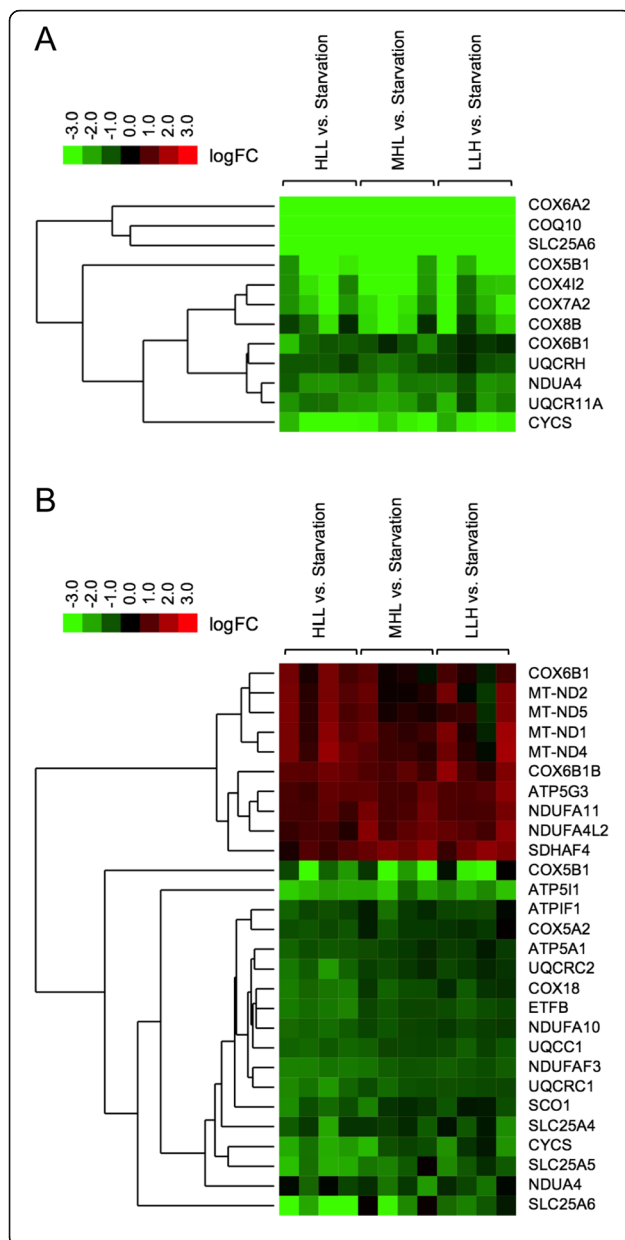 A
-3.0 -2.0 -1.0 0.0 1.0 2.0 3.0
logFC
HLL vs. Starvation
MHL vs. Starvation
LLH vs. Starvation
COX6A2
COQ10
SLC25A6
COX5B1
COX4I2
COX7A2
COX8B
COX6B1
UQCRH
NDUA4
UQCR11A
CYCS
B
-3.0 -2.0 -1.0 0.0 1.0 2.0 3.0
logFC
HLL vs. Starvation
MHL vs. Starvation
LLH vs. Starvation
COX6B1
MT-ND2
MT-ND5
MT-ND1
MT-ND4
COX6B1B
ATP5G3
NDUFA11
NDUFA4L2
SDHAF4
COX5B1
ATP5I1
ATPIF1
COX5A2
ATP5A1
UQCRC2
COX18
ETFB
NDUFA10
UQCC1
NDUFAF3
UQCRC1
SCO1
SLC25A4
CYCS
SLC25A5
NDUA4
SLC25A6